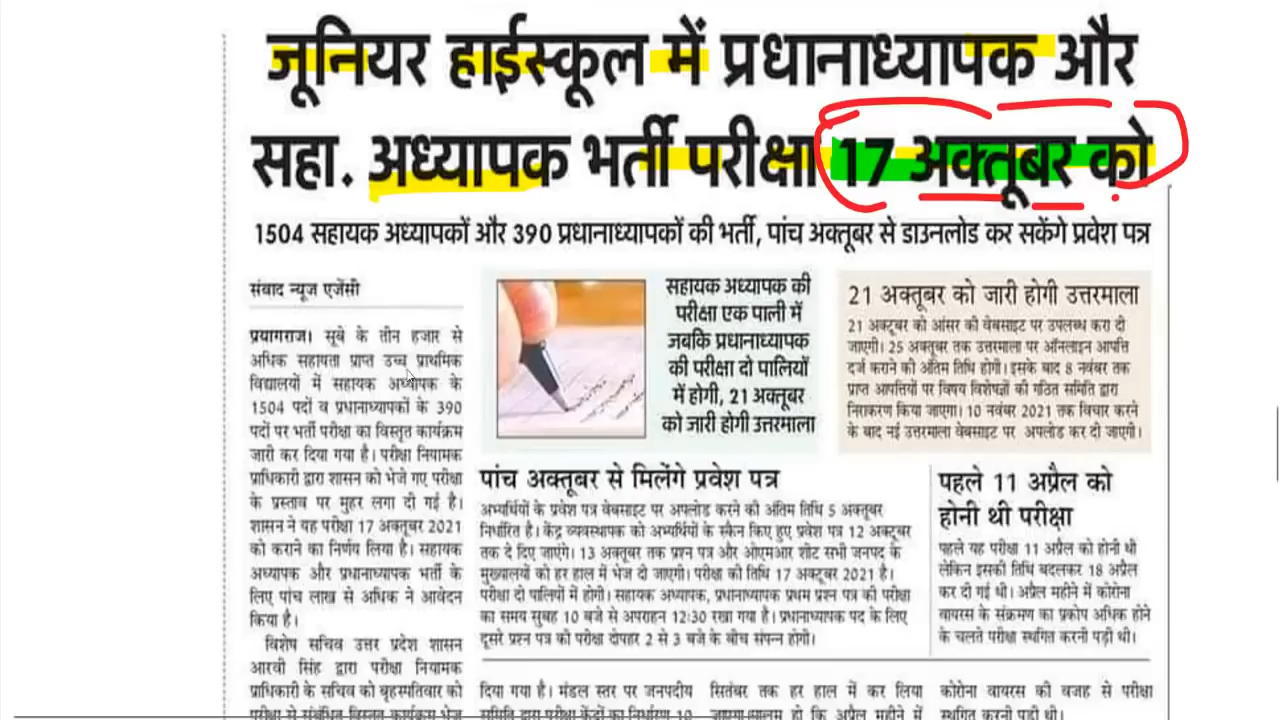 जूनियर हाईस्कूल में प्रधानाध्यापक और
सहा. अध्यापक भर्ती परीक्षा 17 अक्तूबर को
1504 सहायक अध्यापकों और 390 प्रधानाध्यापकों की भर्ती, पांच अक्तूबर से डाउनलोड कर सकेंगे प्रवेश पत्र
संवाद न्यूज एजेंसी
प्रयागराज। सूबे के तीन हजार से
अधिक सहायता प्राप्त उच्च प्राथमिक
विद्यालयों में सहायक अध्यापक के
1504 पदों व प्रधानाध्यापकों के 390
पदों पर भर्ती परीक्षा का विस्तृत कार्यक्रम
जारी कर दिया गया है। परीक्षा नियामक
प्राधिकारी द्वारा शासन को भेजे गए परीक्षा
के प्रस्ताव पर मुहर लगा दी गई है।
शासन ने यह परीक्षा 17 अक्तूबर 2021
को कराने का निर्णय लिया है। सहायक
अध्यापक और प्रधानाध्यापक भर्ती के
लिए पांच लाख से अधिक ने आवेदन
किया है।
विशेष सचिव उत्तर प्रदेश शासन
आरवी सिंह द्वारा परीक्षा नियामक
प्राधिकारी के सचिव को बृहस्पतिवार को
परीक्षा से संबंधित विस्तृत कार्यक्रम भेज
सहायक अध्यापक की
परीक्षा एक पाली में
जबकि प्रधानाध्यापक
की परीक्षा दो पालियों
में होगी, 21 अक्तूबर
को जारी होगी उत्तरमाला
21 अक्तूबर को जारी होगी उत्तरमाला
21 अक्टूबर को आंसर की वेबसाइट पर उपलब्ध करा दी
जाएगी। 25 अक्तूबर तक उत्तरमाला पर ऑनलाइन आपत्ति
दर्ज कराने की अंतिम तिथि होगी। इसके बाद 8 नवंबर तक
प्राप्त आपत्तियों पर विषय विशेषज्ञों की गठित समिति द्वारा
निराकरण किया जाएगा। 10 नवंबर 2021 तक विचार करने
के बाद नई उत्तरमाला वेबसाइट पर अपलोड कर दी जाएगी।
पांच अक्तूबर से मिलेंगे प्रवेश पत्र
अभ्यर्थियों के प्रवेश पत्र वेबसाइट पर अपलोड करने की अंतिम तिथि 5 अक्तूबर
निर्धारित है। केंद्र व्यवस्थापक को अभ्यर्थियों के स्कैन किए हुए प्रवेश पत्र 12 अक्टूबर
तक दे दिए जाएंगे। 13 अक्तूबर तक प्रश्न पत्र और ओएमआर शीट सभी जनपद के
मुख्यालयों को हर हाल में भेज दी जाएगी। परीक्षा की तिथि 17 अक्टूबर 2021 है।
परीक्षा दो पालियों में होगी। सहायक अध्यापक, प्रधानाध्यापक प्रथम प्रश्न पत्र की परीक्षा
का समय सुबह 10 बजे से अपराहन 12:30 रखा गया है। प्रधानाध्यापक पद के लिए
दूसरे प्रश्न पत्र की परीक्षा दोपहर 2 से 3 बजे के बीच संपन्न होगी।
पहले 11 अप्रैल को
होनी थी परीक्षा
पहले यह परीक्षा 11 अप्रैल को होनी थी
लेकिन इसकी तिथि बदलकर 18 अप्रैल
कर दी गई थी। अप्रैल महीने में कोरोना
वायरस के संक्रमण का प्रकोप अधिक होने
के चलते परीक्षा स्थगित करनी पड़ी थी।
दिया गया है। मंडल स्तर पर जनपदीय
समिति द्वारा परीक्षा केंद्रों का निर्धारण 10
सितंबर तक हर हाल में कर लिया
हो कि अप्रैल महीने में
कोरोना वायरस की वजह से परीक्षा
स्थगित करनी पड़ी थी।